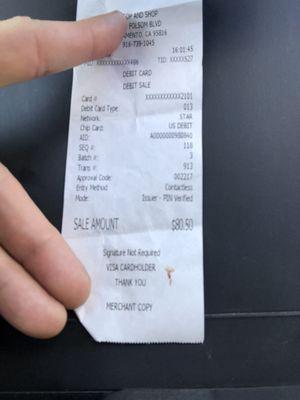 OP AND SHOP
FOLSOM BLVD
AMENTO, CA 95816
916-739-1045
16:01:45
TID: XXXXX527
DEBIT CARD
DEBIT SALE
Card # XXXXXXXXXXXX2101
Debit Card Type: 013
Network: STAR
Chip Card: US DEBIT
AID: A0000000980840
SEQ #: 118
Batch #: 3
Trans #: 913
Approval Code: 002217
Entry Method Contactless
Mode: Issuer - PIN Verified
SALE AMOUNT $80.50
Signature Not Required
VISA CARDHOLDER
THANK YOU
MERCHANT COPY